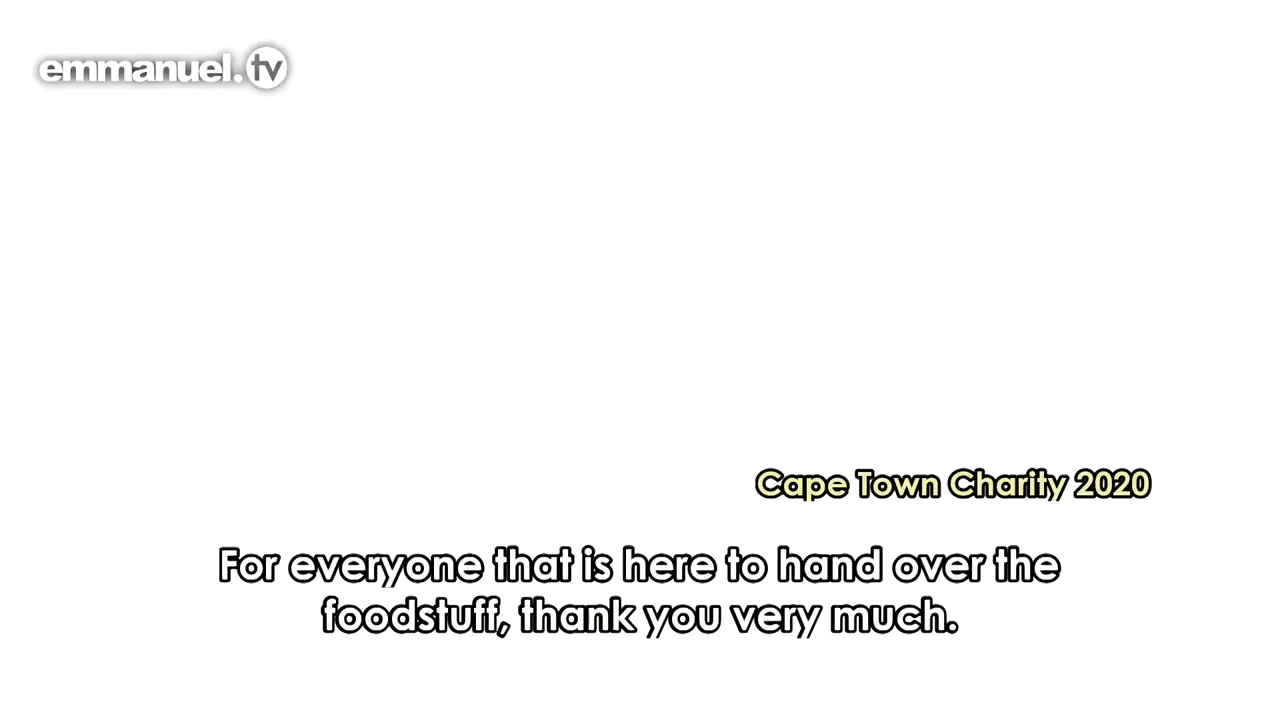 emmanuel.tv
Cape Town Charity 2020
For everyone that is here to hand over the
foodstuff, thank you very much.